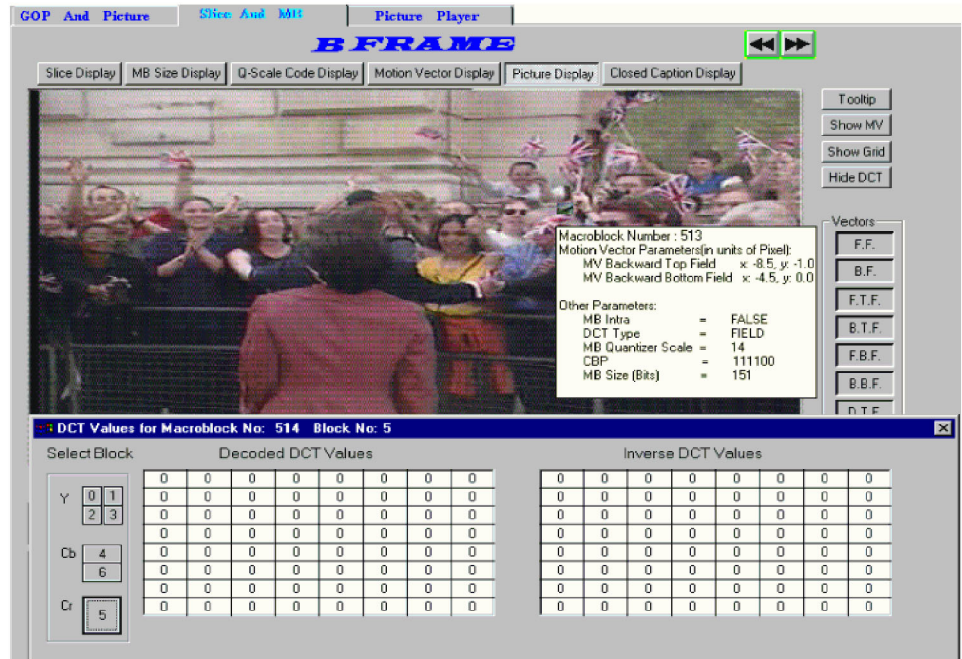 GOP And Picture Slice And MB Picture Player
B FRAME
Slice Display MB Size Display Q-Scale Code Display Motion Vector Display Picture Display Closed Caption Display
Tooltip
Show MV
Show Grid
Hide DCT
Vectors
F.F.
B.F.
F.T.F.
B.T.F.
F.B.F.
B.B.F.
D.T.F.
Macroblock Number : 513
Motion Vector Parameters(in units of Pixel):
MV Backward Top Field x: -8.5, y: -1.0
MV Backward Bottom Field x: -4.5, y: 0.0
Other Parameters:
MB Intra = FALSE
DCT Type = FIELD
MB Quantizer Scale = 14
CBP = 111100
MB Size (Bits) = 151
DCT Values for Macroblock No: 514 Block No: 5
Select Block Decoded DCT Values Inverse DCT Values
Y 0 1
2 3
Cb 4
6
Cr 5
0 0 0 0 0 0 0 0 0 0 0 0 0 0 0 0
0 0 0 0 0 0 0 0 0 0 0 0 0 0 0 0
0 0 0 0 0 0 0 0 0 0 0 0 0 0 0 0
0 0 0 0 0 0 0 0 0 0 0 0 0 0 0 0
0 0 0 0 0 0 0 0 0 0 0 0 0 0 0 0
0 0 0 0 0 0 0 0 0 0 0 0 0 0 0 0
0 0 0 0 0 0 0 0 0 0 0 0 0 0 0 0
0 0 0 0 0 0 0 0 0 0 0 0 0 0 0 0